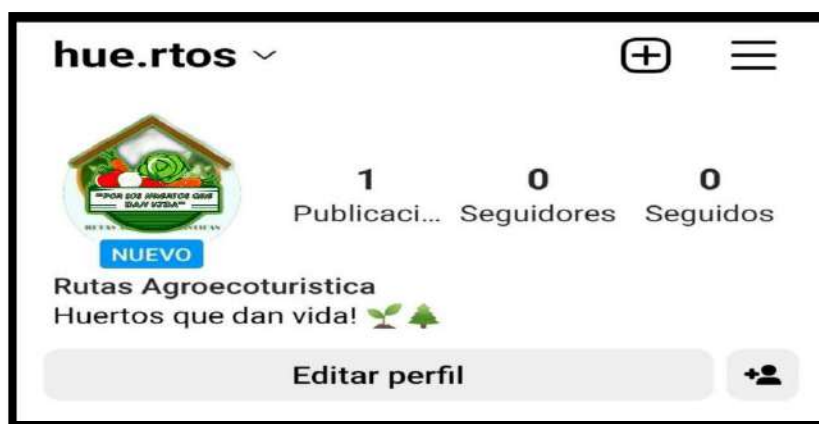 hue.rtos
"POR LOS HUERTOS QUE
DAN VIDA"
NUEVO
1
Publicaci...
0
Seguidores
0
Seguidos
Rutas Agroecoturistica
Huertos que dan vida! 🌱🌲
Editar perfil